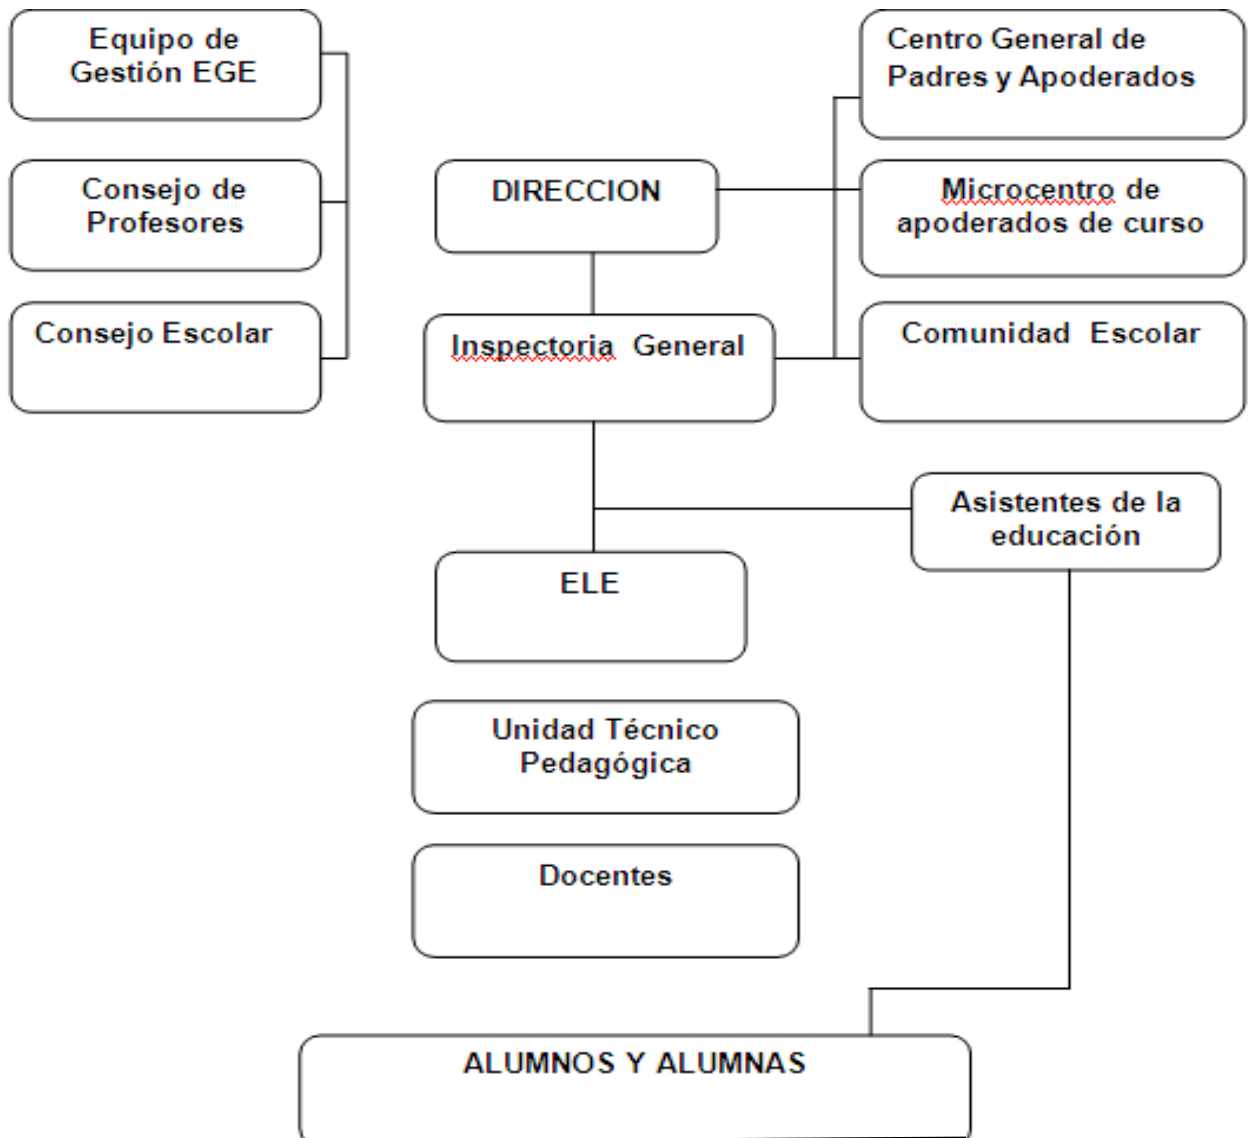 Equipo de
Gestión EGE
Consejo de
Profesores
Consejo Escolar
DIRECCION
Inspectoria General
Centro General de
Padres y Apoderados
Microcentro de
apoderados de curso
Comunidad Escolar
Asistentes de la
educación
ELE
Unidad Técnico
Pedagógica
Docentes
ALUMNOS Y ALUMNAS